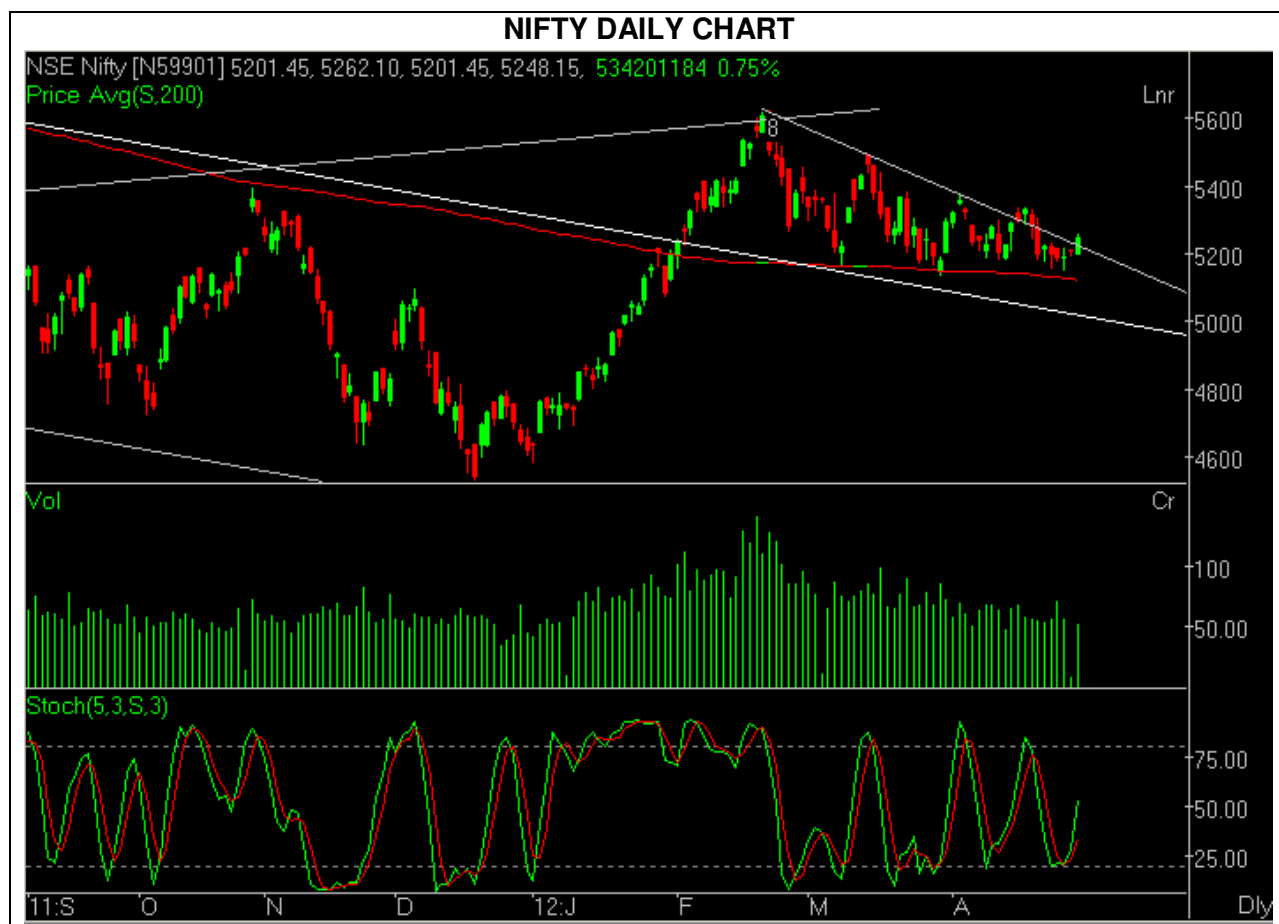 NIFTY DAILY CHART
NSE Nifty [N59901] 5201.45, 5262.10, 5201.45, 5248.15, 534201184 0.75%
Price Avg(S,200)
Lnr
8
5600
5400
5200
5000
4800
4600
Vol
Cr
100
50.00
Stoch(5,3,S,3)
75.00
50.00
25.00
11:S O N D 12:J F M A Dly